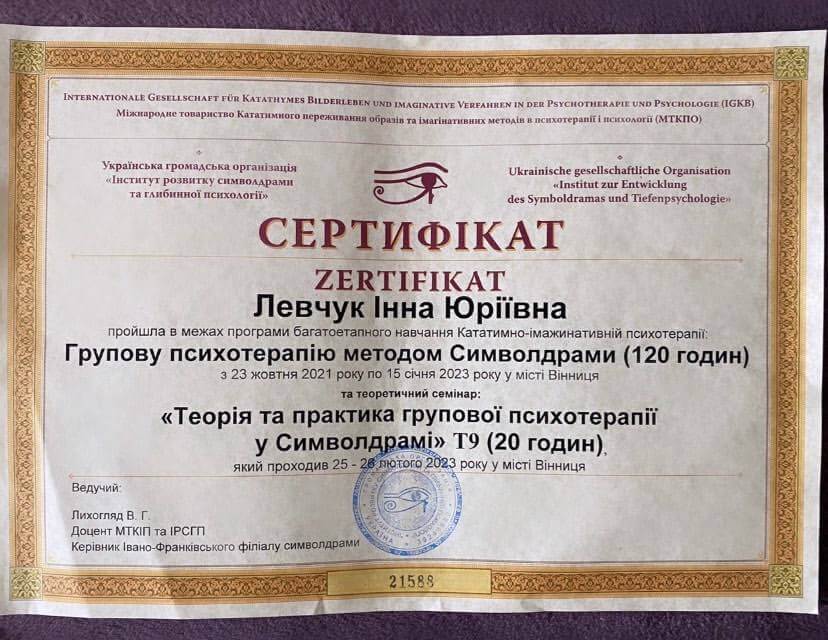 INTERNATIONALE GESELLSCHAFT FÜR KATATHYMES BILDERLEBEN UND IMAGINATIVE VERFAHREN IN DER PSYCHOTHERAPIE UND PSYCHOLOGIE (IGKB)
Міжнародне товариство Кататимного переживання образів та імагінативних методів в психотерапії і психології (МТКПО)
Українська громадська організація
«Інститут розвитку символдрами
та глибинної психології»
Ukrainische gesellschaftliche Organisation
«Institut zur Entwicklung
des Symboldramas und Tiefenpsychologie»
СЕРТИФІКАТ
ZERTIFIKAT
Левчук Інна Юріївна
пройшла в межах програми багатоетапного навчання Кататимно-імажинативній психотерапії:
Групову психотерапію методом Символдрами (120 годин)
з 23 жовтня 2021 року по 15 січня 2023 року у місті Вінниця
та теоретичний семінар:
«Теорія та практика групової психотерапії
у Символдрамі» Т9 (20 годин),
який проходив 25 - 26 лютого 2023 року у місті Вінниця
Ведучий:
Лихогляд В. Г.
Доцент МТКІП та ІРСГП
Керівник Івано-Франківського філіалу символдрами
21588